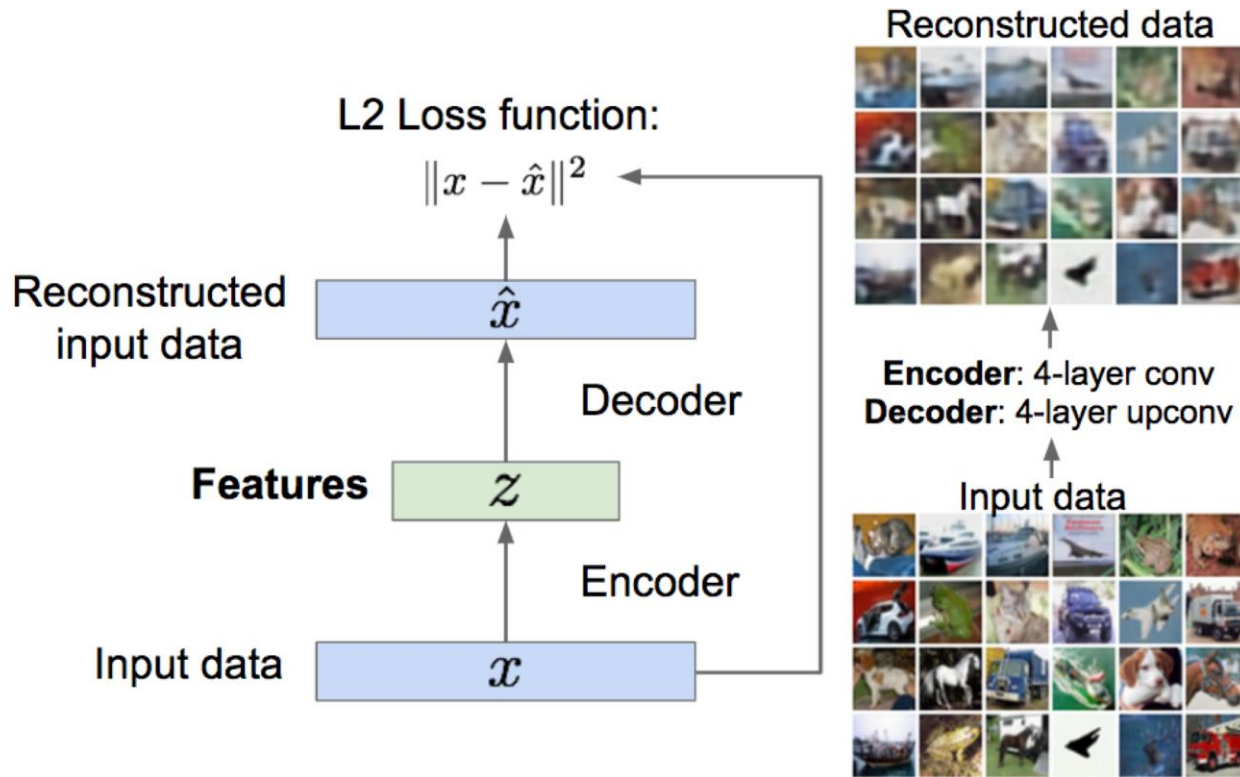 Reconstructed data
L2 Loss function:
‖x − x̂‖²
Reconstructed
input data
x̂
Decoder
Encoder: 4-layer conv
Decoder: 4-layer upconv
Features
z
Input data
Encoder
Input data
x